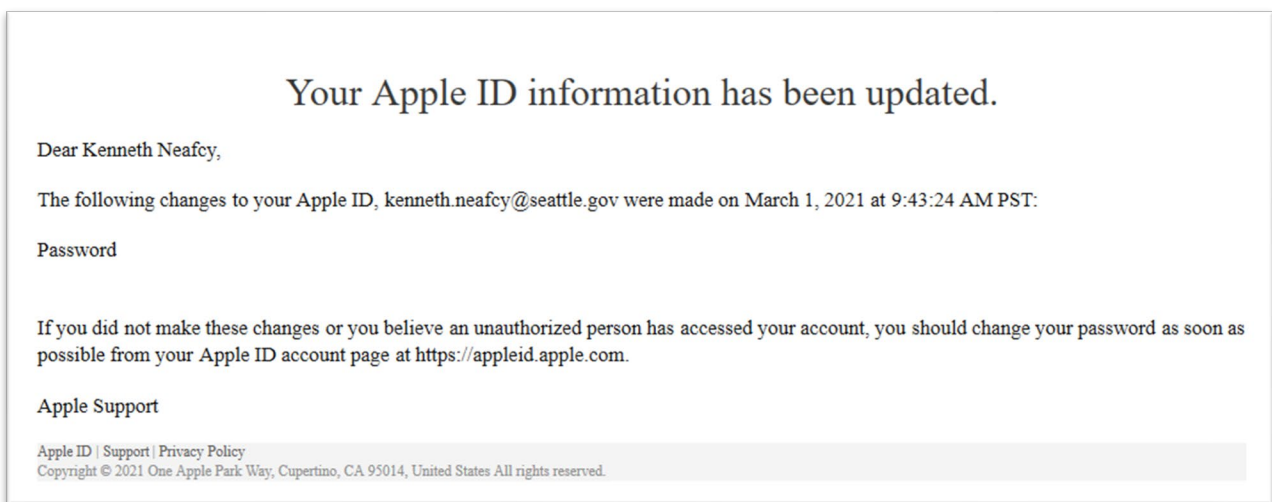 Your Apple ID information has been updated.
Dear Kenneth Neafcy,
The following changes to your Apple ID, kenneth.neafcy@seattle.gov were made on March 1, 2021 at 9:43:24 AM PST:
Password
If you did not make these changes or you believe an unauthorized person has accessed your account, you should change your password as soon as
possible from your Apple ID account page at https://appleid.apple.com.
Apple Support
Apple ID | Support | Privacy Policy
Copyright © 2021 One Apple Park Way, Cupertino, CA 95014, United States All rights reserved.